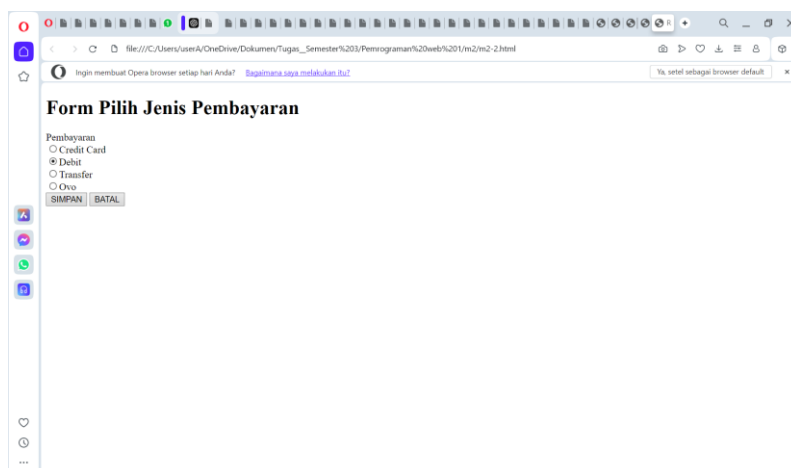 R
file:///C:/Users/userA/OneDrive/Dokumen/Tugas_Semester%203/Pemrograman%20web%201/m2/m2-2.html
Ingin membuat Opera browser setiap hari Anda? Bagaimana saya melakukan itu? Ya, setel sebagai browser default
Form Pilih Jenis Pembayaran
Pembayaran
Credit Card
Debit
Transfer
Ovo
SIMPAN BATAL